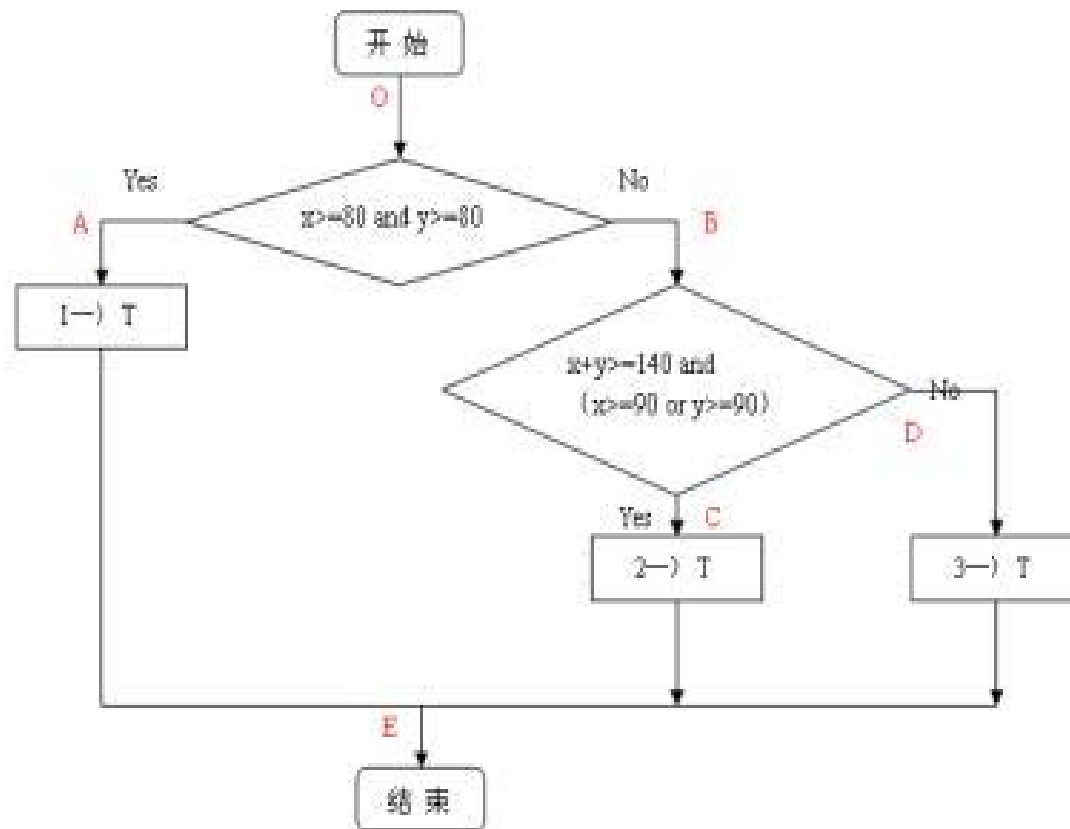 开 始
O
Yes
No
x>=80 and y>=80
A
B
1—〉T
x+y>=140 and
（x>=90 or y>=90）
No
D
Yes
C
2—〉T
3—〉T
E
结 束